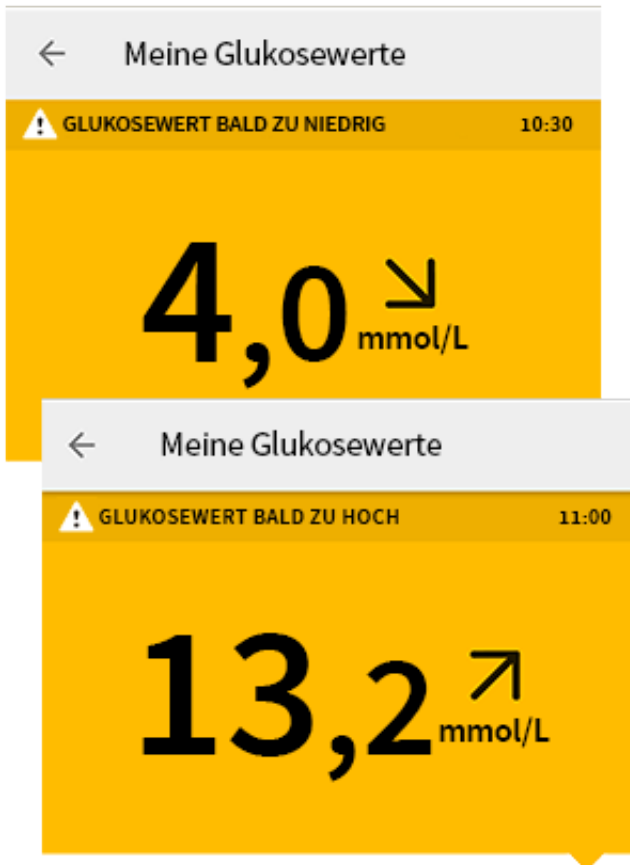 Meine Glukosewerte
GLUKOSEWERT BALD ZU NIEDRIG 10:30
4,0 mmol/L
Meine Glukosewerte
GLUKOSEWERT BALD ZU HOCH 11:00
13,2 mmol/L